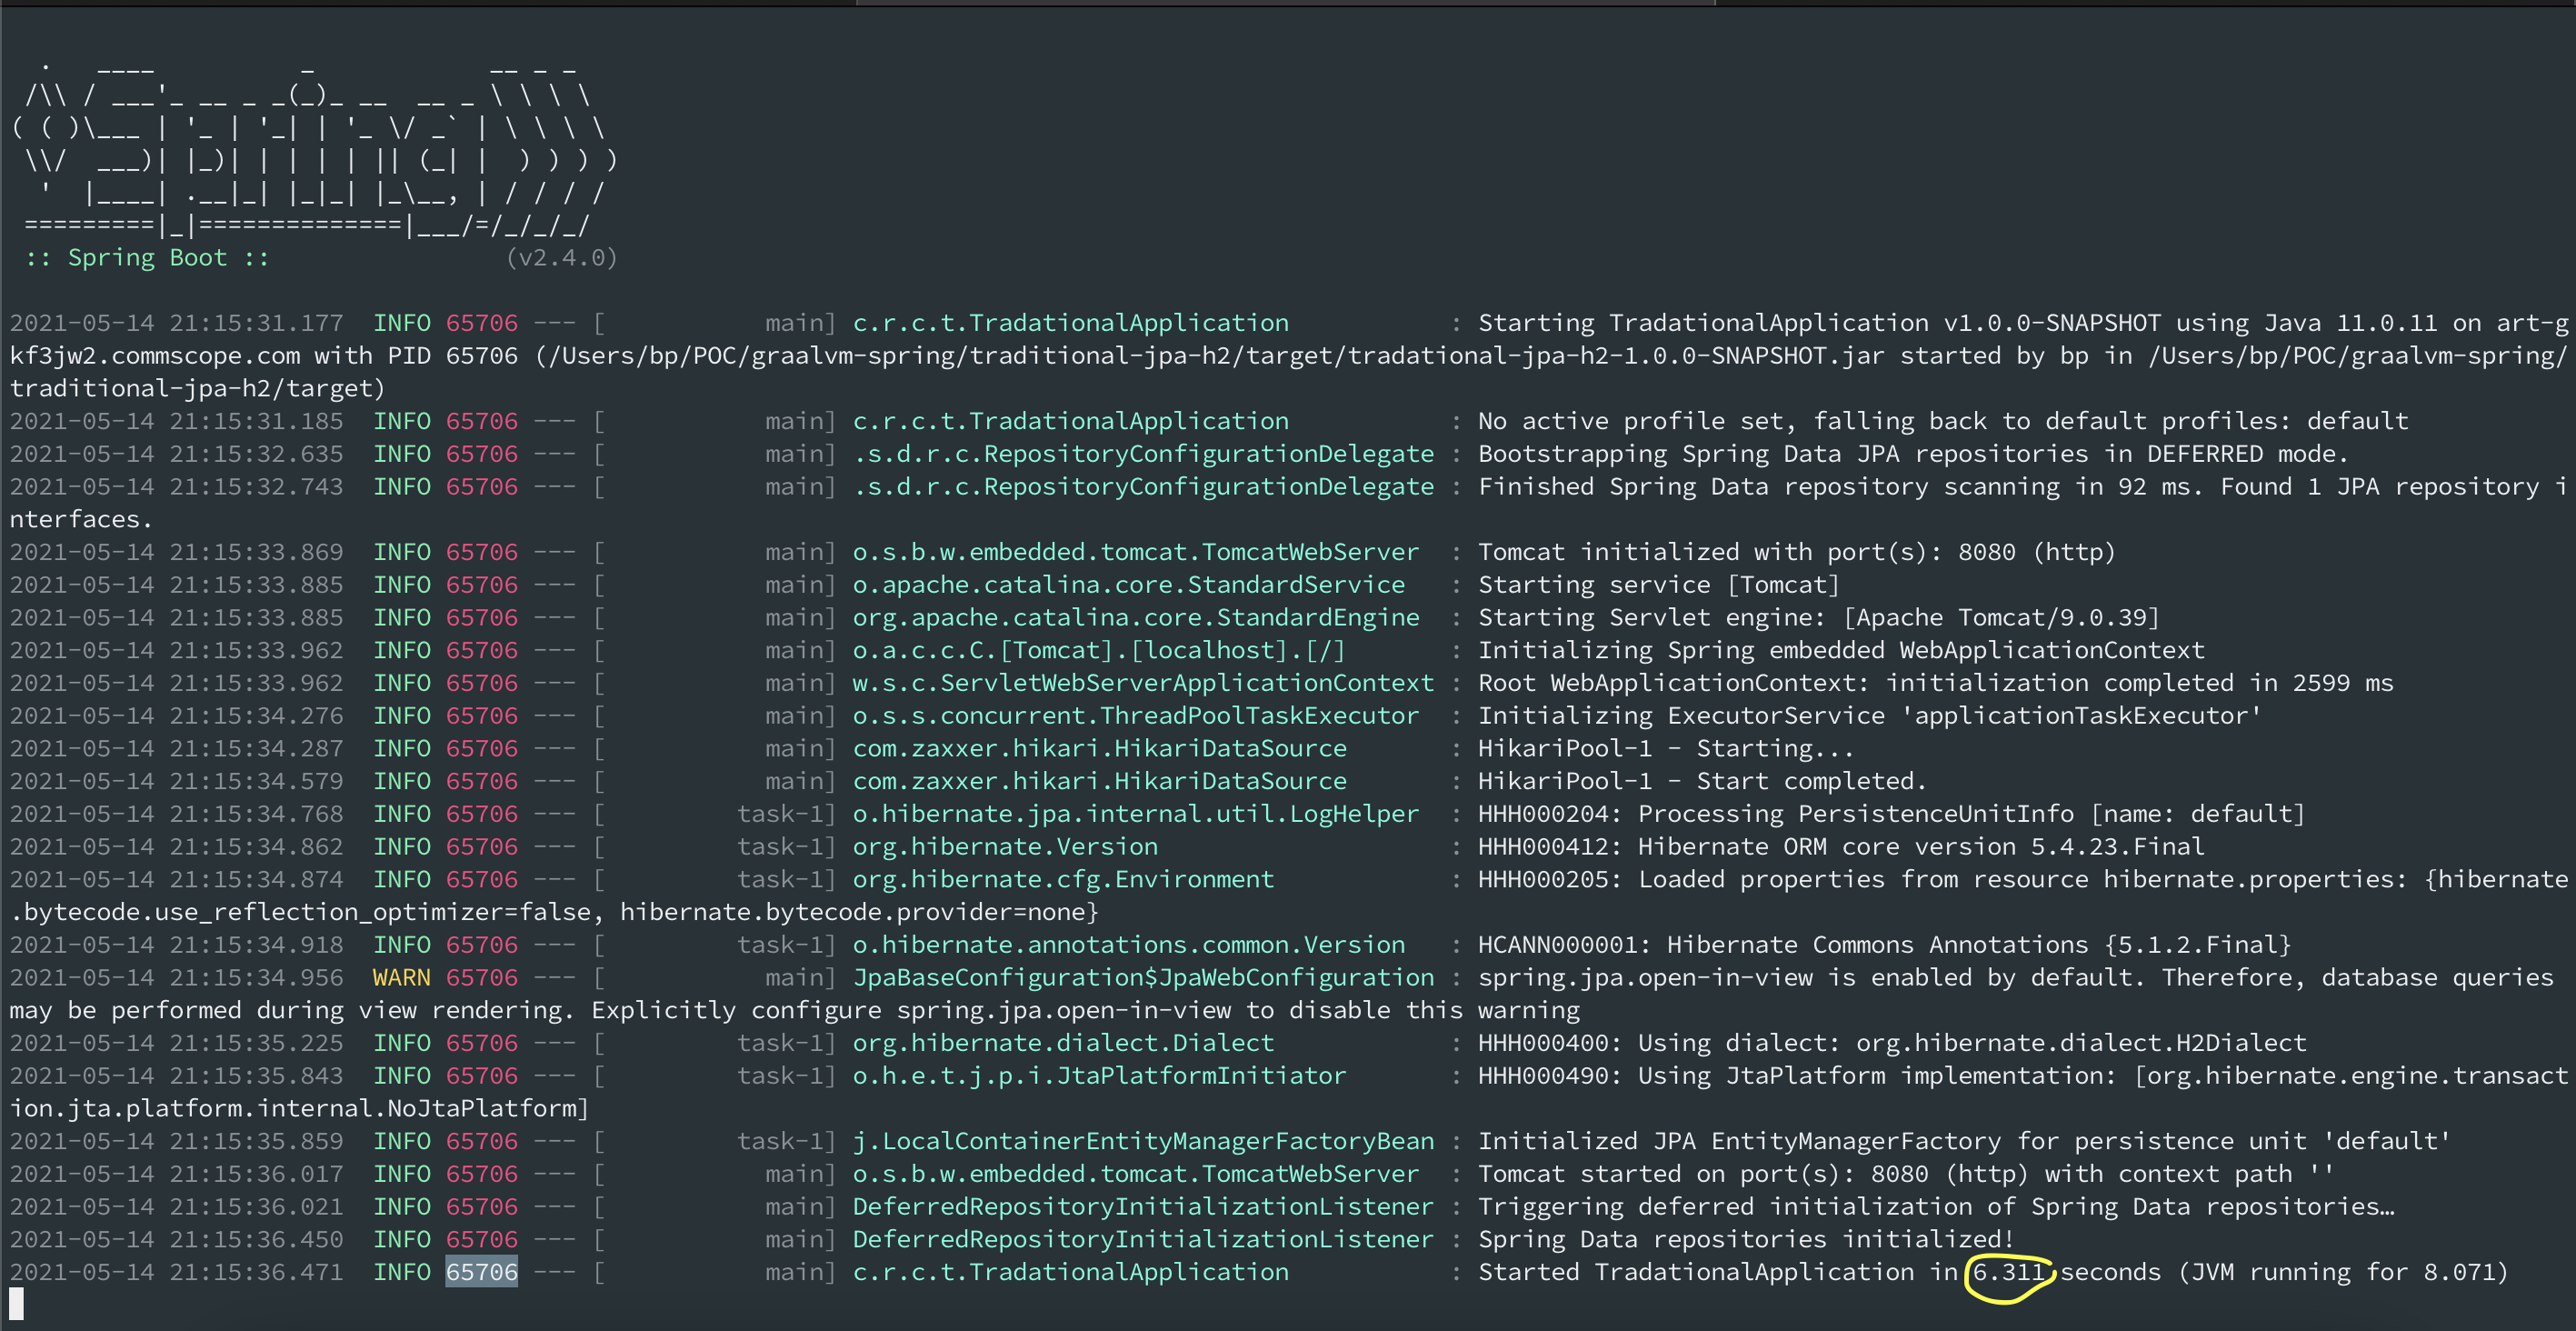 .   ____          _            __ _ _
 /\\ / ___'_ __ _ _(_)_ __  __ _ \ \ \ \
( ( )\___ | '_ | '_| | '_ \/ _` | \ \ \ \
 \\/  ___)| |_)| | | | | || (_| |  ) ) ) )
  '  |____| .__|_| |_|_| |_\__, | / / / /
 =========|_|==============|___/=/_/_/_/
 :: Spring Boot ::                (v2.4.0)
2021-05-14 21:15:31.177  INFO 65706 --- [           main] c.r.c.t.TradationalApplication           : Starting TradationalApplication v1.0.0-SNAPSHOT using Java 11.0.11 on art-g
kf3jw2.commscope.com with PID 65706 (/Users/bp/POC/graalvm-spring/traditional-jpa-h2/target/tradational-jpa-h2-1.0.0-SNAPSHOT.jar started by bp in /Users/bp/POC/graalvm-spring/
traditional-jpa-h2/target)
2021-05-14 21:15:31.185  INFO 65706 --- [           main] c.r.c.t.TradationalApplication           : No active profile set, falling back to default profiles: default
2021-05-14 21:15:32.635  INFO 65706 --- [           main] .s.d.r.c.RepositoryConfigurationDelegate : Bootstrapping Spring Data JPA repositories in DEFERRED mode.
2021-05-14 21:15:32.743  INFO 65706 --- [           main] .s.d.r.c.RepositoryConfigurationDelegate : Finished Spring Data repository scanning in 92 ms. Found 1 JPA repository i
nterfaces.
2021-05-14 21:15:33.869  INFO 65706 --- [           main] o.s.b.w.embedded.tomcat.TomcatWebServer  : Tomcat initialized with port(s): 8080 (http)
2021-05-14 21:15:33.885  INFO 65706 --- [           main] o.apache.catalina.core.StandardService   : Starting service [Tomcat]
2021-05-14 21:15:33.885  INFO 65706 --- [           main] org.apache.catalina.core.StandardEngine  : Starting Servlet engine: [Apache Tomcat/9.0.39]
2021-05-14 21:15:33.962  INFO 65706 --- [           main] o.a.c.c.C.[Tomcat].[localhost].[/]       : Initializing Spring embedded WebApplicationContext
2021-05-14 21:15:33.962  INFO 65706 --- [           main] w.s.c.ServletWebServerApplicationContext : Root WebApplicationContext: initialization completed in 2599 ms
2021-05-14 21:15:34.276  INFO 65706 --- [           main] o.s.s.concurrent.ThreadPoolTaskExecutor  : Initializing ExecutorService 'applicationTaskExecutor'
2021-05-14 21:15:34.287  INFO 65706 --- [           main] com.zaxxer.hikari.HikariDataSource       : HikariPool-1 - Starting...
2021-05-14 21:15:34.579  INFO 65706 --- [           main] com.zaxxer.hikari.HikariDataSource       : HikariPool-1 - Start completed.
2021-05-14 21:15:34.768  INFO 65706 --- [         task-1] o.hibernate.jpa.internal.util.LogHelper  : HHH000204: Processing PersistenceUnitInfo [name: default]
2021-05-14 21:15:34.862  INFO 65706 --- [         task-1] org.hibernate.Version                    : HHH000412: Hibernate ORM core version 5.4.23.Final
2021-05-14 21:15:34.874  INFO 65706 --- [         task-1] org.hibernate.cfg.Environment            : HHH000205: Loaded properties from resource hibernate.properties: {hibernate
.bytecode.use_reflection_optimizer=false, hibernate.bytecode.provider=none}
2021-05-14 21:15:34.918  INFO 65706 --- [         task-1] o.hibernate.annotations.common.Version   : HCANN000001: Hibernate Commons Annotations {5.1.2.Final}
2021-05-14 21:15:34.956  WARN 65706 --- [           main] JpaBaseConfiguration$JpaWebConfiguration : spring.jpa.open-in-view is enabled by default. Therefore, database queries
may be performed during view rendering. Explicitly configure spring.jpa.open-in-view to disable this warning
2021-05-14 21:15:35.225  INFO 65706 --- [         task-1] org.hibernate.dialect.Dialect            : HHH000400: Using dialect: org.hibernate.dialect.H2Dialect
2021-05-14 21:15:35.843  INFO 65706 --- [         task-1] o.h.e.t.j.p.i.JtaPlatformInitiator       : HHH000490: Using JtaPlatform implementation: [org.hibernate.engine.transact
ion.jta.platform.internal.NoJtaPlatform]
2021-05-14 21:15:35.859  INFO 65706 --- [         task-1] j.LocalContainerEntityManagerFactoryBean : Initialized JPA EntityManagerFactory for persistence unit 'default'
2021-05-14 21:15:36.017  INFO 65706 --- [           main] o.s.b.w.embedded.tomcat.TomcatWebServer  : Tomcat started on port(s): 8080 (http) with context path ''
2021-05-14 21:15:36.021  INFO 65706 --- [           main] DeferredRepositoryInitializationListener : Triggering deferred initialization of Spring Data repositories…
2021-05-14 21:15:36.450  INFO 65706 --- [           main] DeferredRepositoryInitializationListener : Spring Data repositories initialized!
2021-05-14 21:15:36.471  INFO 65706 --- [           main] c.r.c.t.TradationalApplication           : Started TradationalApplication in 6.311 seconds (JVM running for 8.071)